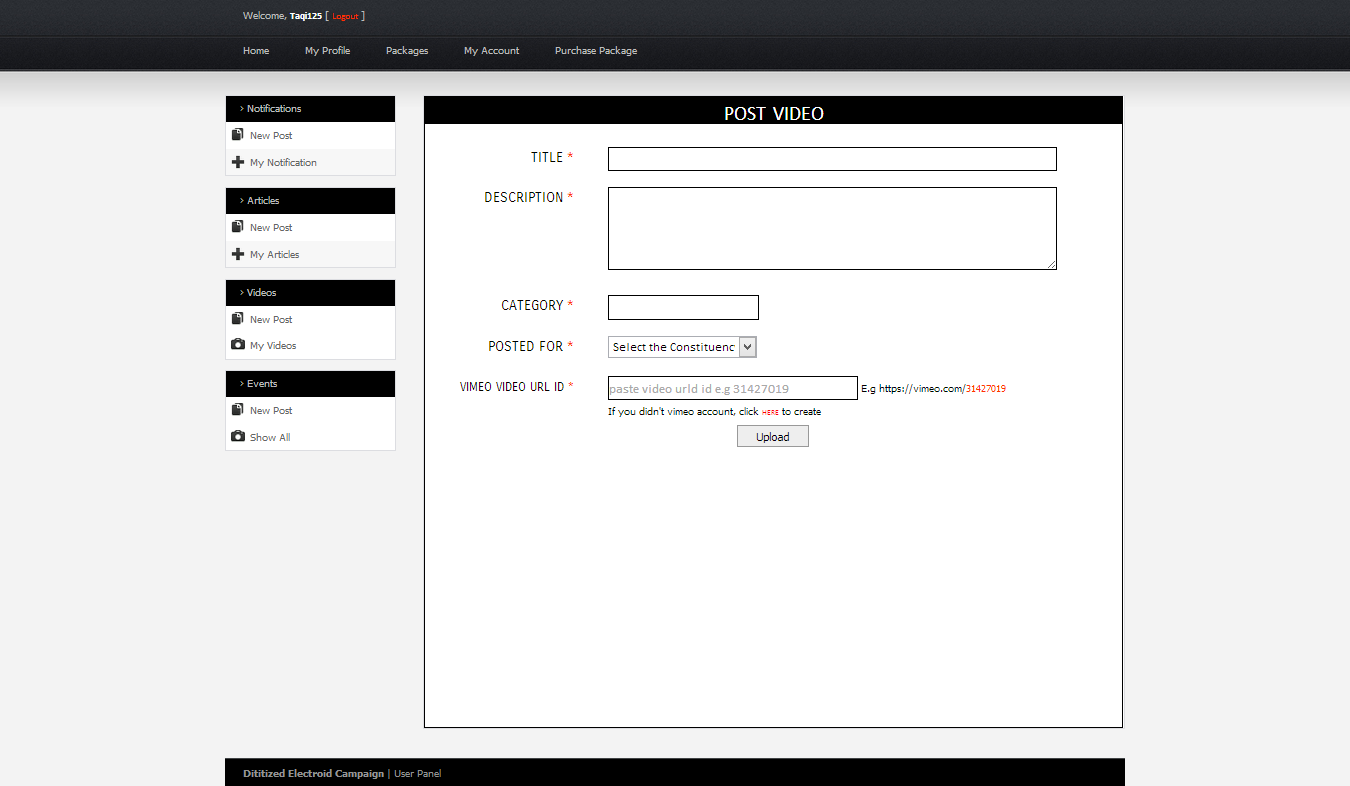 Welcome, Taqi125 [ Logout ]
Home My Profile Packages My Account Purchase Package
› Notifications
New Post
My Notification
› Articles
New Post
My Articles
› Videos
New Post
My Videos
› Events
New Post
Show All
POST VIDEO
TITLE *
DESCRIPTION *
CATEGORY *
POSTED FOR * Select the Constituenc
VIMEO VIDEO URL ID * paste video urld id e.g 31427019 E.g https://vimeo.com/31427019
If you didn't vimeo account, click HERE to create
Upload
Dititized Electroid Campaign | User Panel